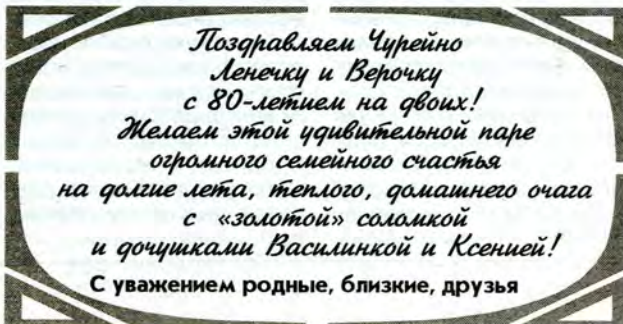 Поздравляем Чурейно
Ленечку и Верочку
с 80-летием на двоих!
Желаем этой удивительной паре
огромного семейного счастья
на долгие лета, теплого, домашнего очага
с «золотой» соломкой
и дочушками Василинкой и Ксенией!
С уважением родные, близкие, друзья